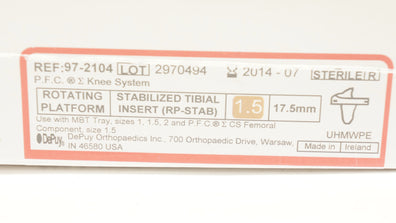 REF:97-2104 LOT 2970494 2014-07 STERILE R
P.F.C. ® Σ Knee System
ROTATING PLATFORM STABILIZED TIBIAL INSERT (RP-STAB) 1.5 17.5mm
UHMWPE
Use with MBT Tray, sizes 1, 1.5, 2 and P.F.C ® Σ CS Femoral
Component, size 1.5
Made in Ireland
DePuy DePuy Orthopaedics Inc., 700 Orthopaedic Drive, Warsaw,
IN 46580 USA